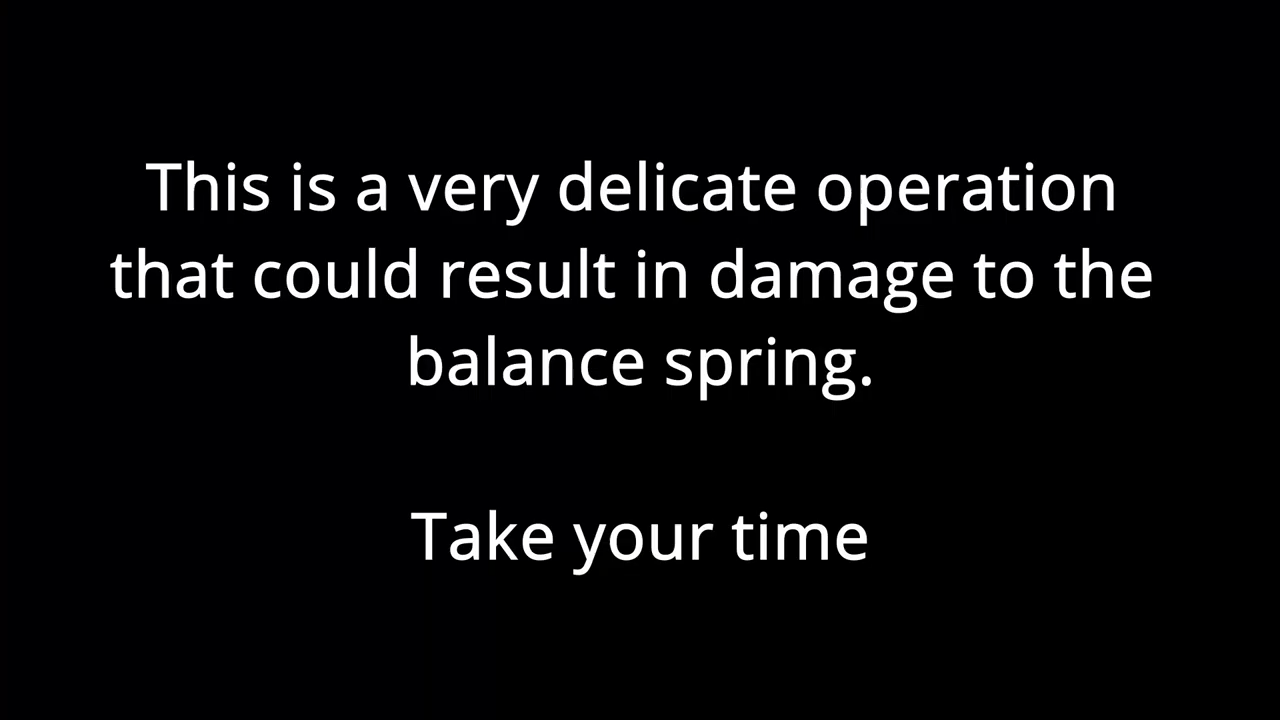 This is a very delicate operation
that could result in damage to the
balance spring.
Take your time